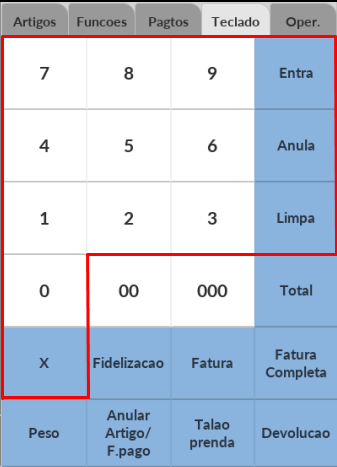 Artigos Funcoes Pagtos Teclado Oper.
7 8 9 Entra
4 5 6 Anula
1 2 3 Limpa
0 00 000 Total
X Fidelizacao Fatura Fatura
Completa
Peso Anular
Artigo/
F.pago Talao
prenda Devolucao